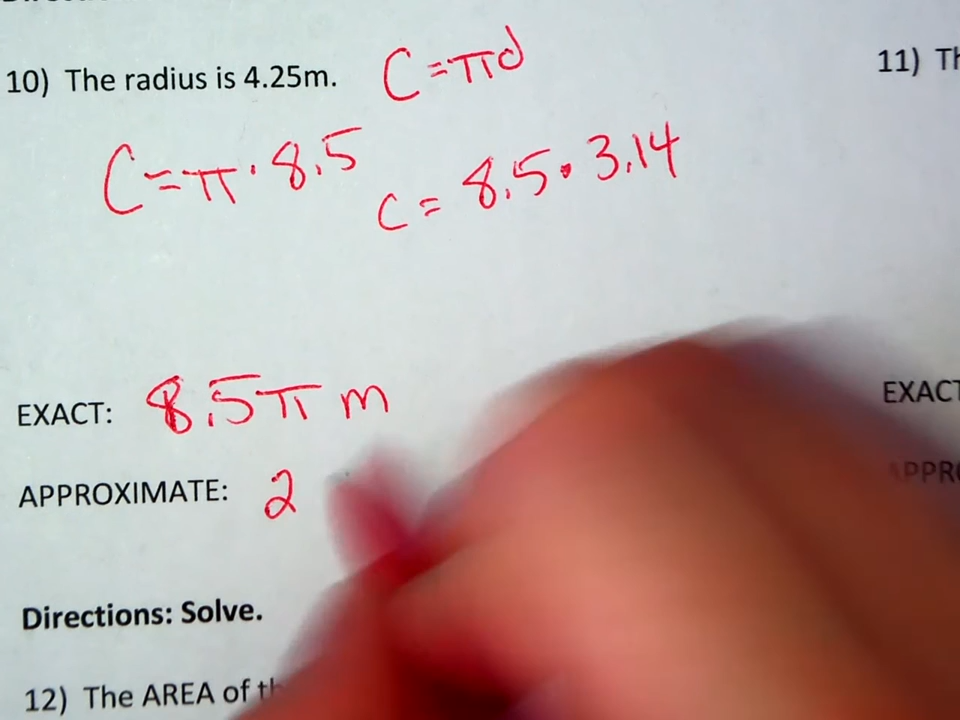 10) The radius is 4.25m. C=πd
11) Th
C=π·8.5
C= 8.5·3.14
EXACT: 8.5π m
EXACT
APPROXIMATE: 2
Directions: Solve.
12) The AREA of th